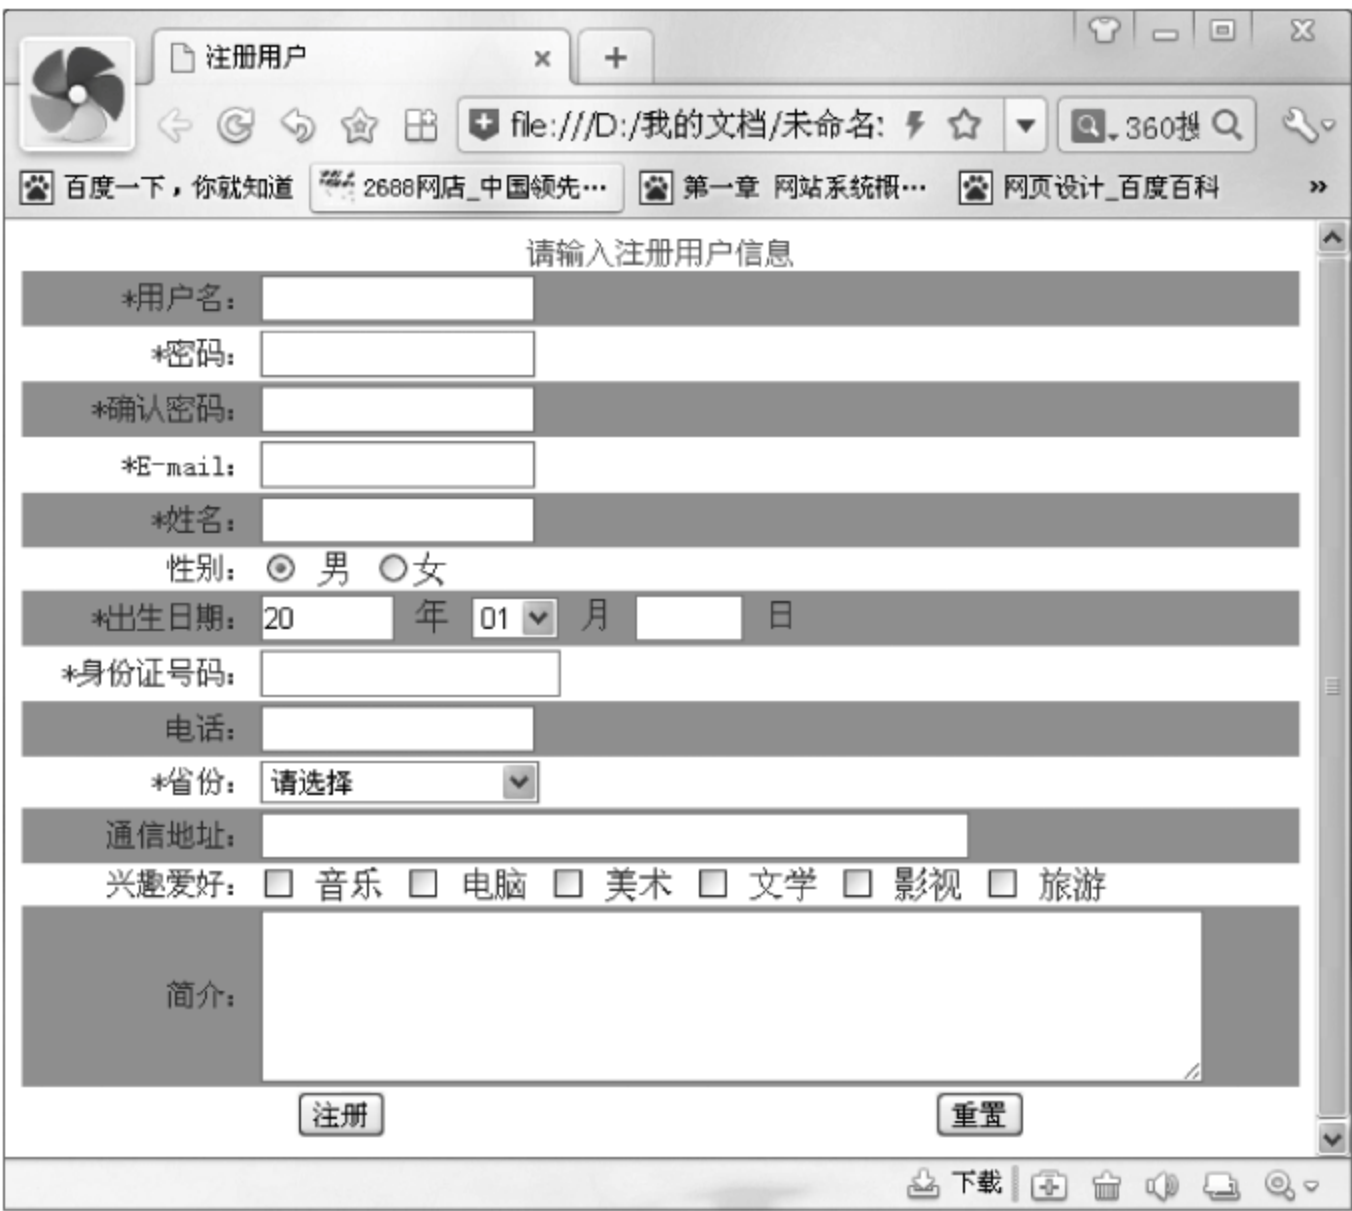 注册用户
file:///D:/我的文档/未命名
360搜
百度一下，你就知道 2688网店_中国领先… 第一章 网站系统概… 网页设计_百度百科 »
请输入注册用户信息
*用户名：
*密码：
*确认密码：
*E-mail：
*姓名：
性别： 男 女
*出生日期： 20 年 01 月 日
*身份证号码：
电话：
*省份： 请选择
通信地址：
兴趣爱好： 音乐 电脑 美术 文学 影视 旅游
简介：
注册 重置
下载